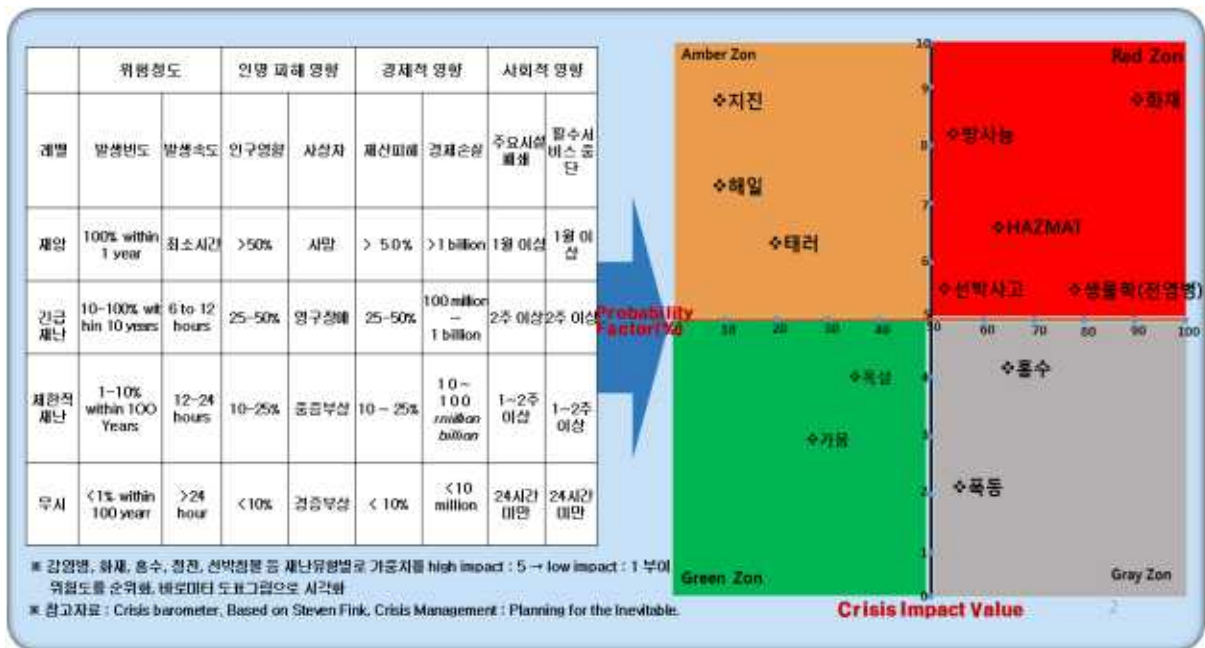 위험정도 인명 피해 영향 경제적 영향 사회적 영향
레벨 발생빈도 발생속도 인구영향 사상자 재산피해 경제손실 주요시설 폐쇄 필수서비스 중단
재앙 100% within 1 year 최소시간 >50% 사망 > 50% >1 billion 1월 이상 1월 이상
긴급 재난 10-100% within 10 years 6 to 12 hours 25-50% 영구장애 25-50% 100 million – 1 billion 2주 이상 2주 이상
제한적 재난 1-10% within 100 Years 12-24 hours 10-25% 중증부상 10 ~ 25% 10~100 million billion 1~2주 이상 1~2주 이상
무시 <1% within 100 yearr >24 hour <10% 경증부상 < 10% <10 million 24시간 미만 24시간 미만
※ 감염병, 화재, 홍수, 정전, 선박침몰 등 재난유형별로 가중치를 high impact : 5 → low impact : 1 부여
위험도를 순위화, 바로미터 도표그림으로 시각화
※ 참고자료 : Crisis barometer, Based on Steven Fink, Crisis Management : Planning for the Inevitable.
Amber Zon
10
Red Zon
9
❖지진
❖화재
8
❖방사능
❖해일
7
❖HAZMAT
❖태러
6
❖선박사고
❖생물학(전염병)
5
Probability
Factor(%)
0 10 20 30 40 50 60 70 80 90 100
4
❖폭설
❖홍수
3
❖가뭄
2
❖폭동
1
Green Zon
Gray Zon
0
Crisis Impact Value
2